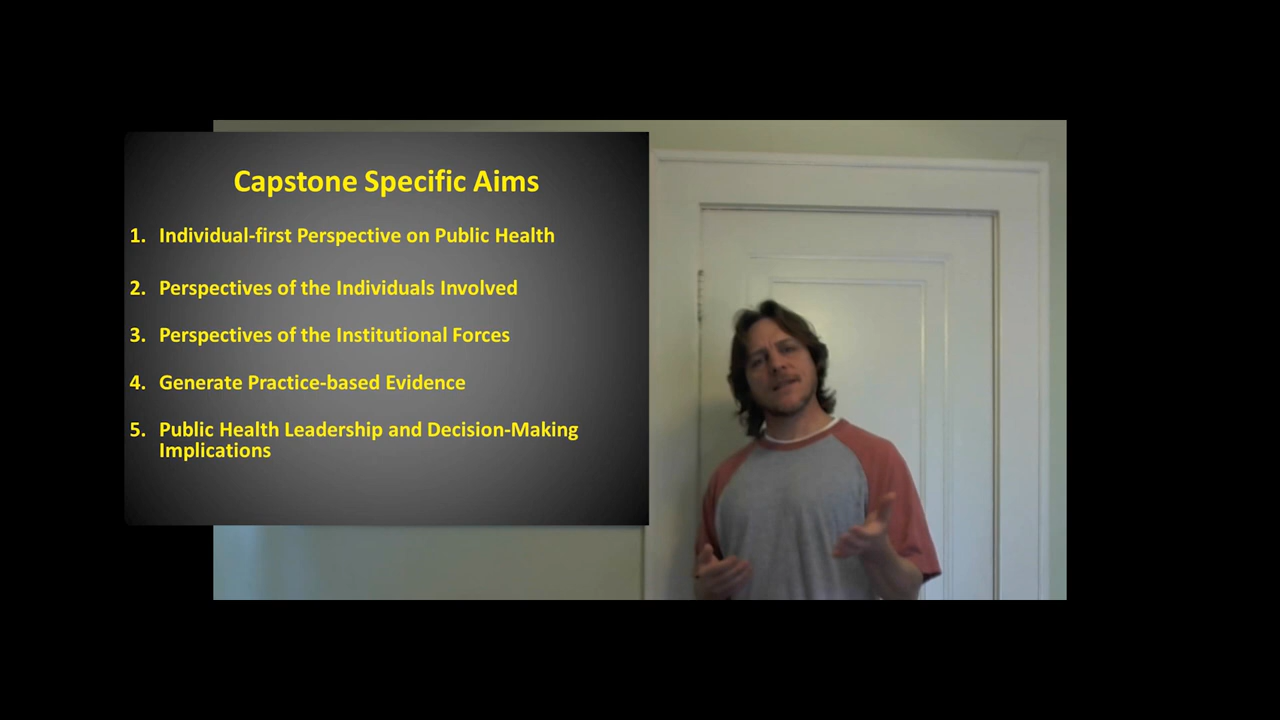 Capstone Specific Aims
1. Individual-first Perspective on Public Health
2. Perspectives of the Individuals Involved
3. Perspectives of the Institutional Forces
4. Generate Practice-based Evidence
5. Public Health Leadership and Decision-Making
Implications